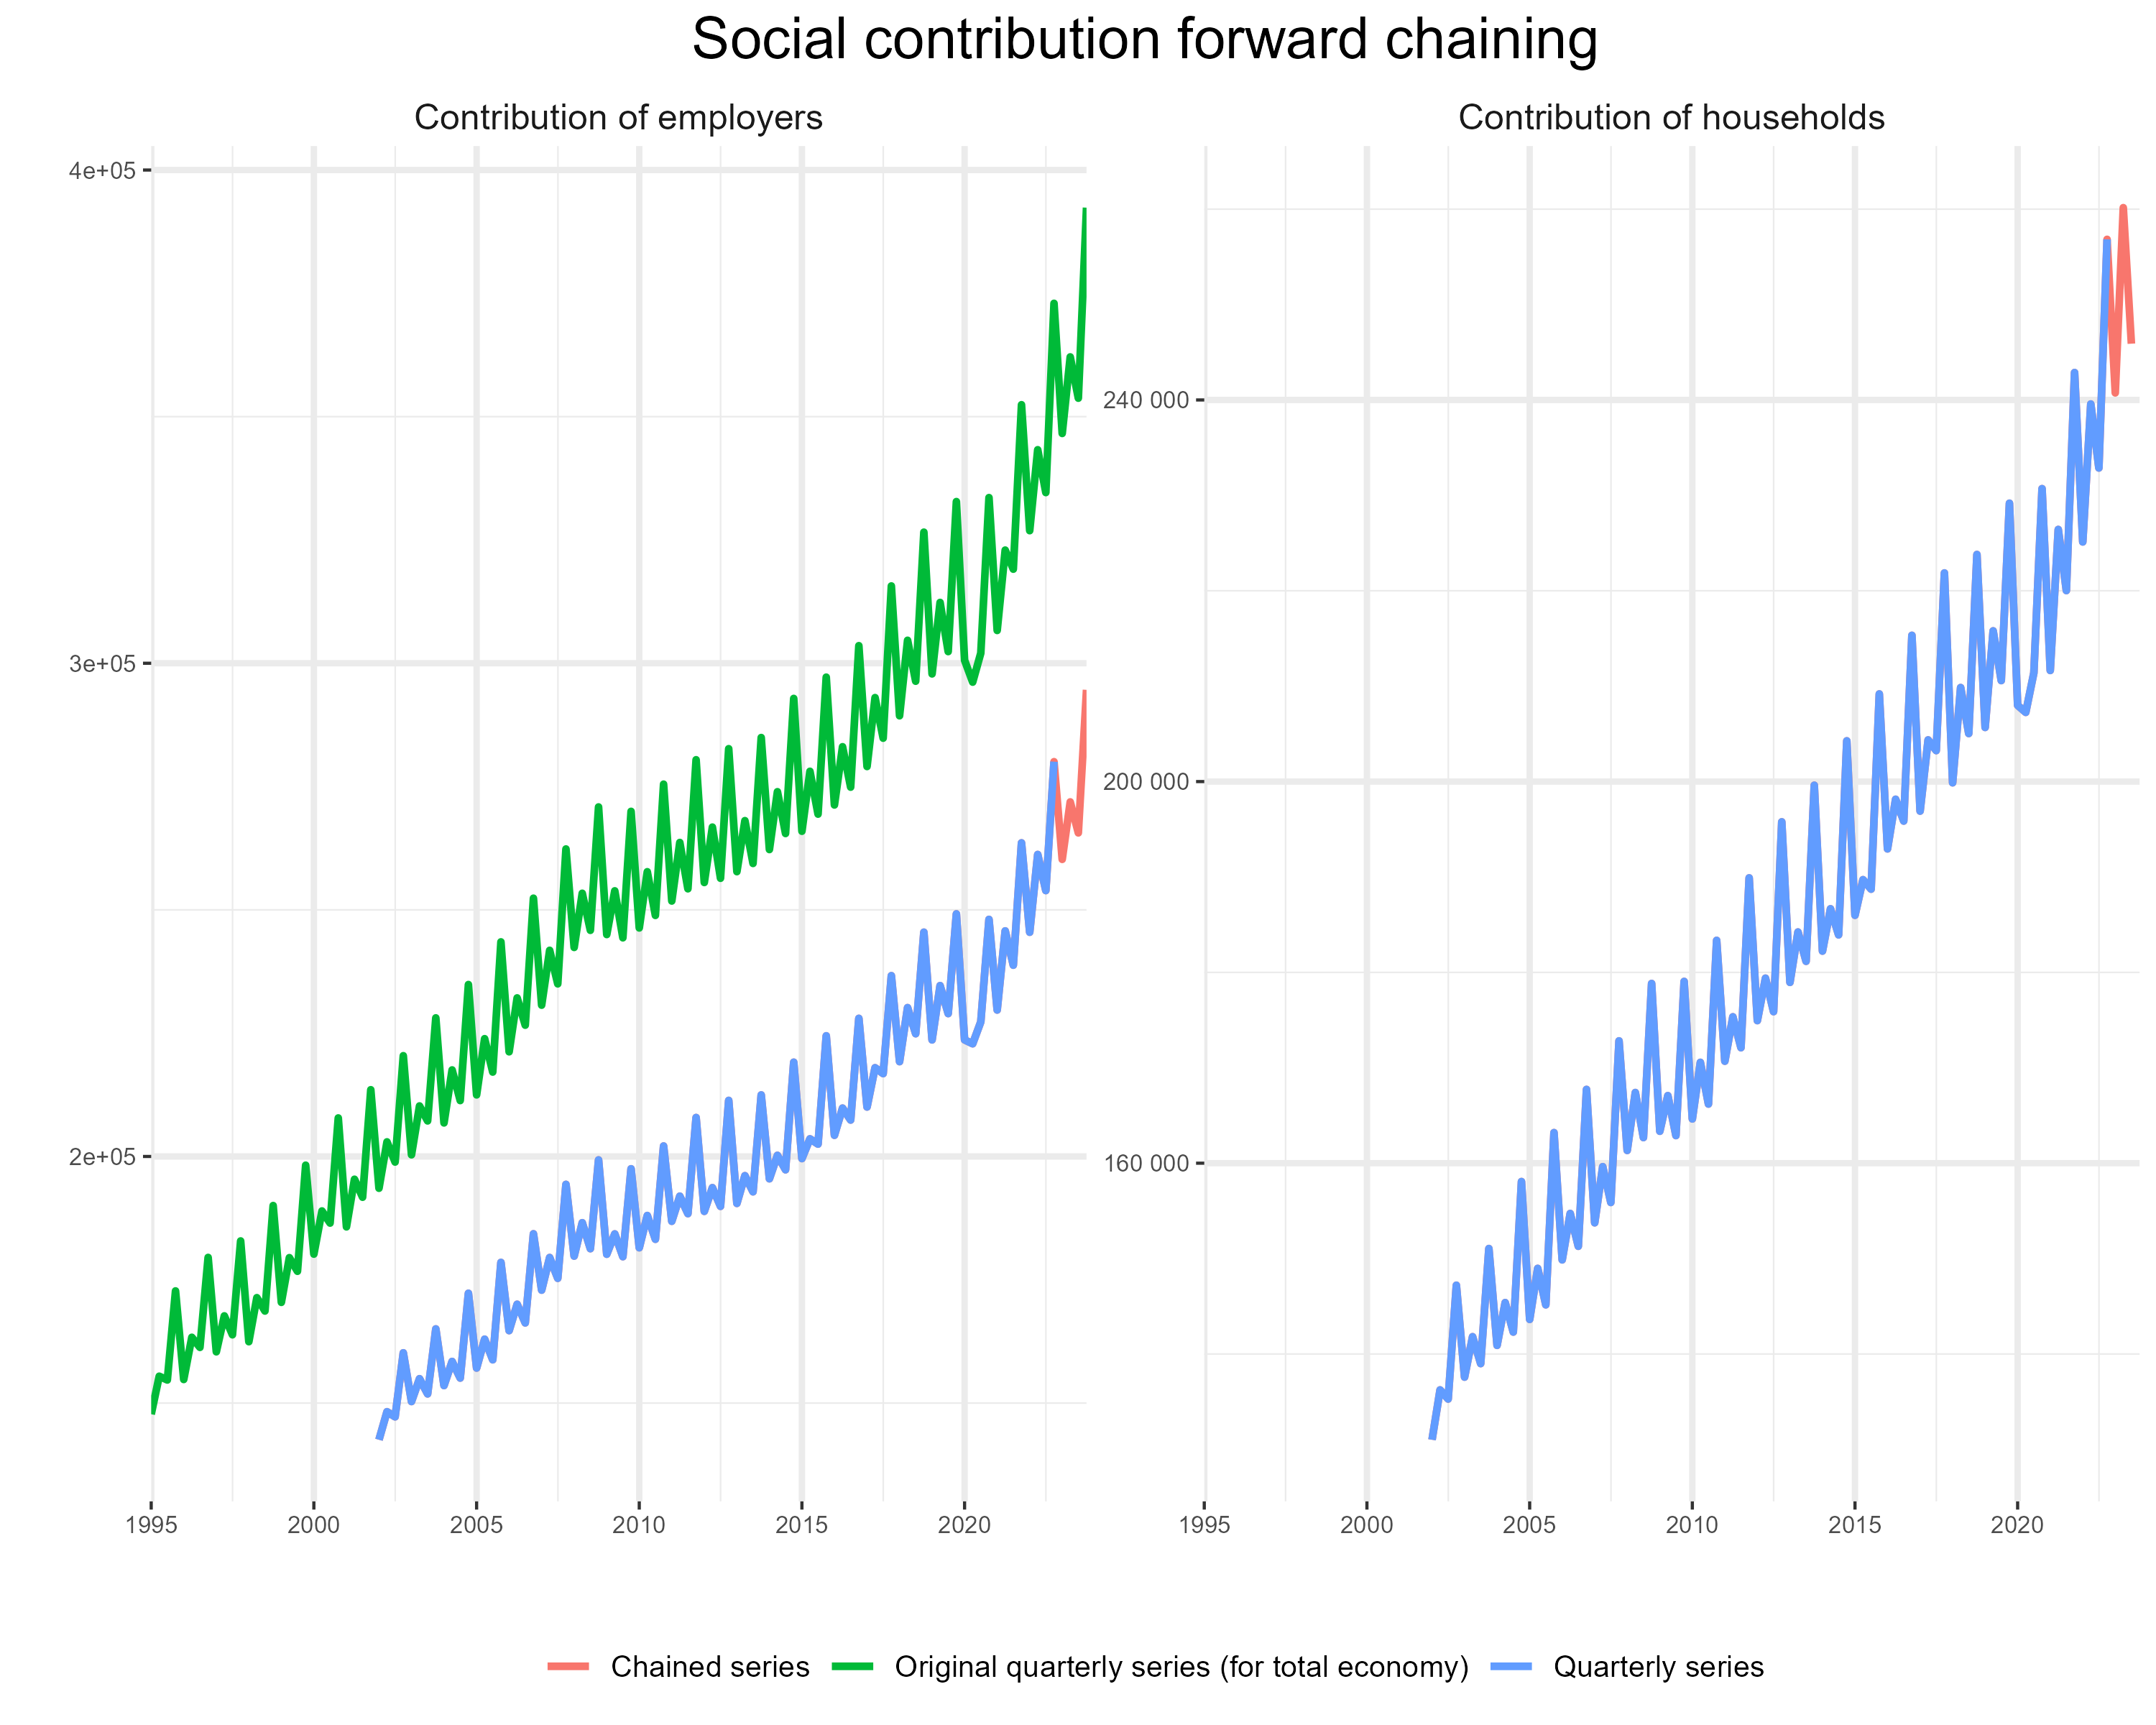 Social contribution forward chaining
Contribution of employers
Contribution of households
4e+05
3e+05
2e+05
240 000
200 000
160 000
1995 2000 2005 2010 2015 2020
1995 2000 2005 2010 2015 2020
Chained series Original quarterly series (for total economy) Quarterly series